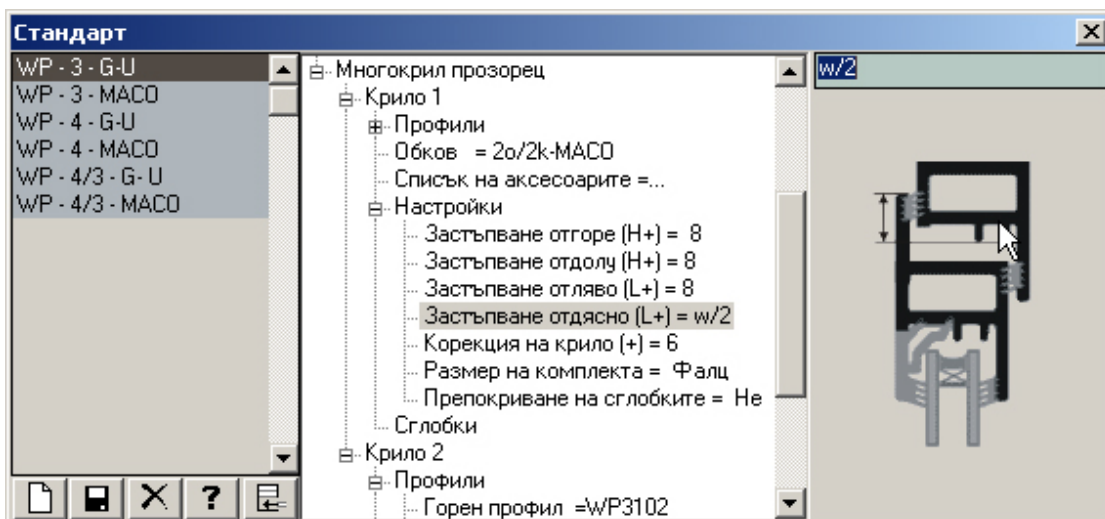 Стандарт
WP - 3 - G-U
WP - 3 - MACO
WP - 4 - G-U
WP - 4 - MACO
WP - 4/3 - G- U
WP - 4/3 - MACO
Многокрил прозорец
Крило 1
Профили
Обков = 2o/2k-MACO
Списък на аксесоарите =...
Настройки
Застъпване отгоре (H+) = 8
Застъпване отдолу (H+) = 8
Застъпване отляво (L+) = 8
Застъпване отдясно (L+) = w/2
Корекция на крило (+) = 6
Размер на комплекта = Фалц
Препокриване на сглобките = Не
Сглобки
Крило 2
Профили
Горен профил =WP3102
w/2